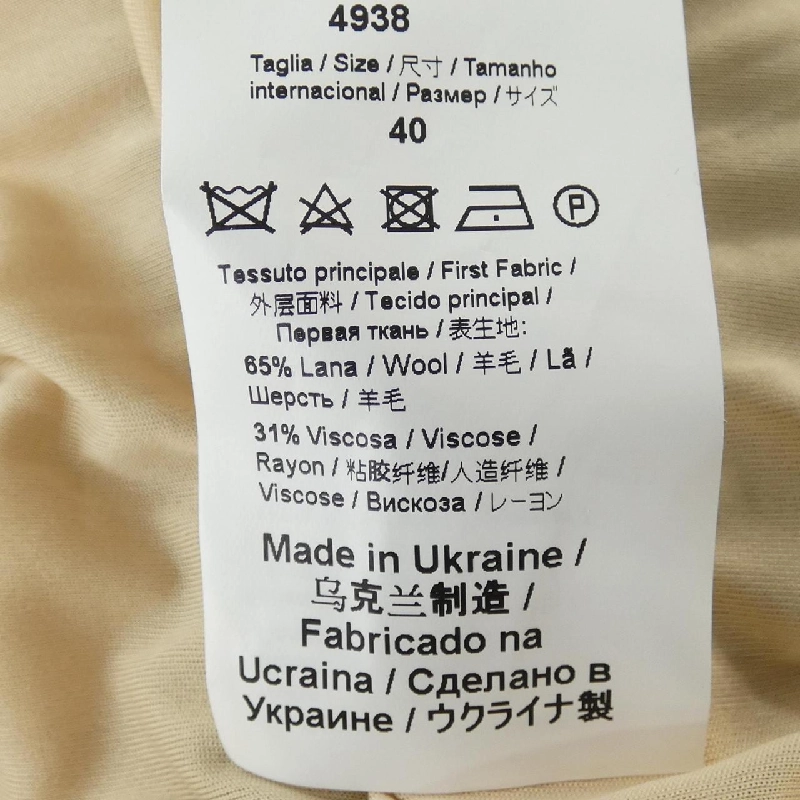 4938
Taglia / Size / 尺寸 / Tamanho
internacional / Размер / サイズ
40
P
Tessuto principale / First Fabric /
外层面料 / Tecido principal /
Первая ткань / 表生地:
65% Lana / Wool / 羊毛 / Lã /
Шерсть / 羊毛
31% Viscosa / Viscose /
Rayon / 粘胶纤维/人造纤维 /
Viscose / Вискоза / レーヨン
Made in Ukraine /
乌克兰制造 /
Fabricado na
Ucraina / Сделано в
Украине / ウクライナ製